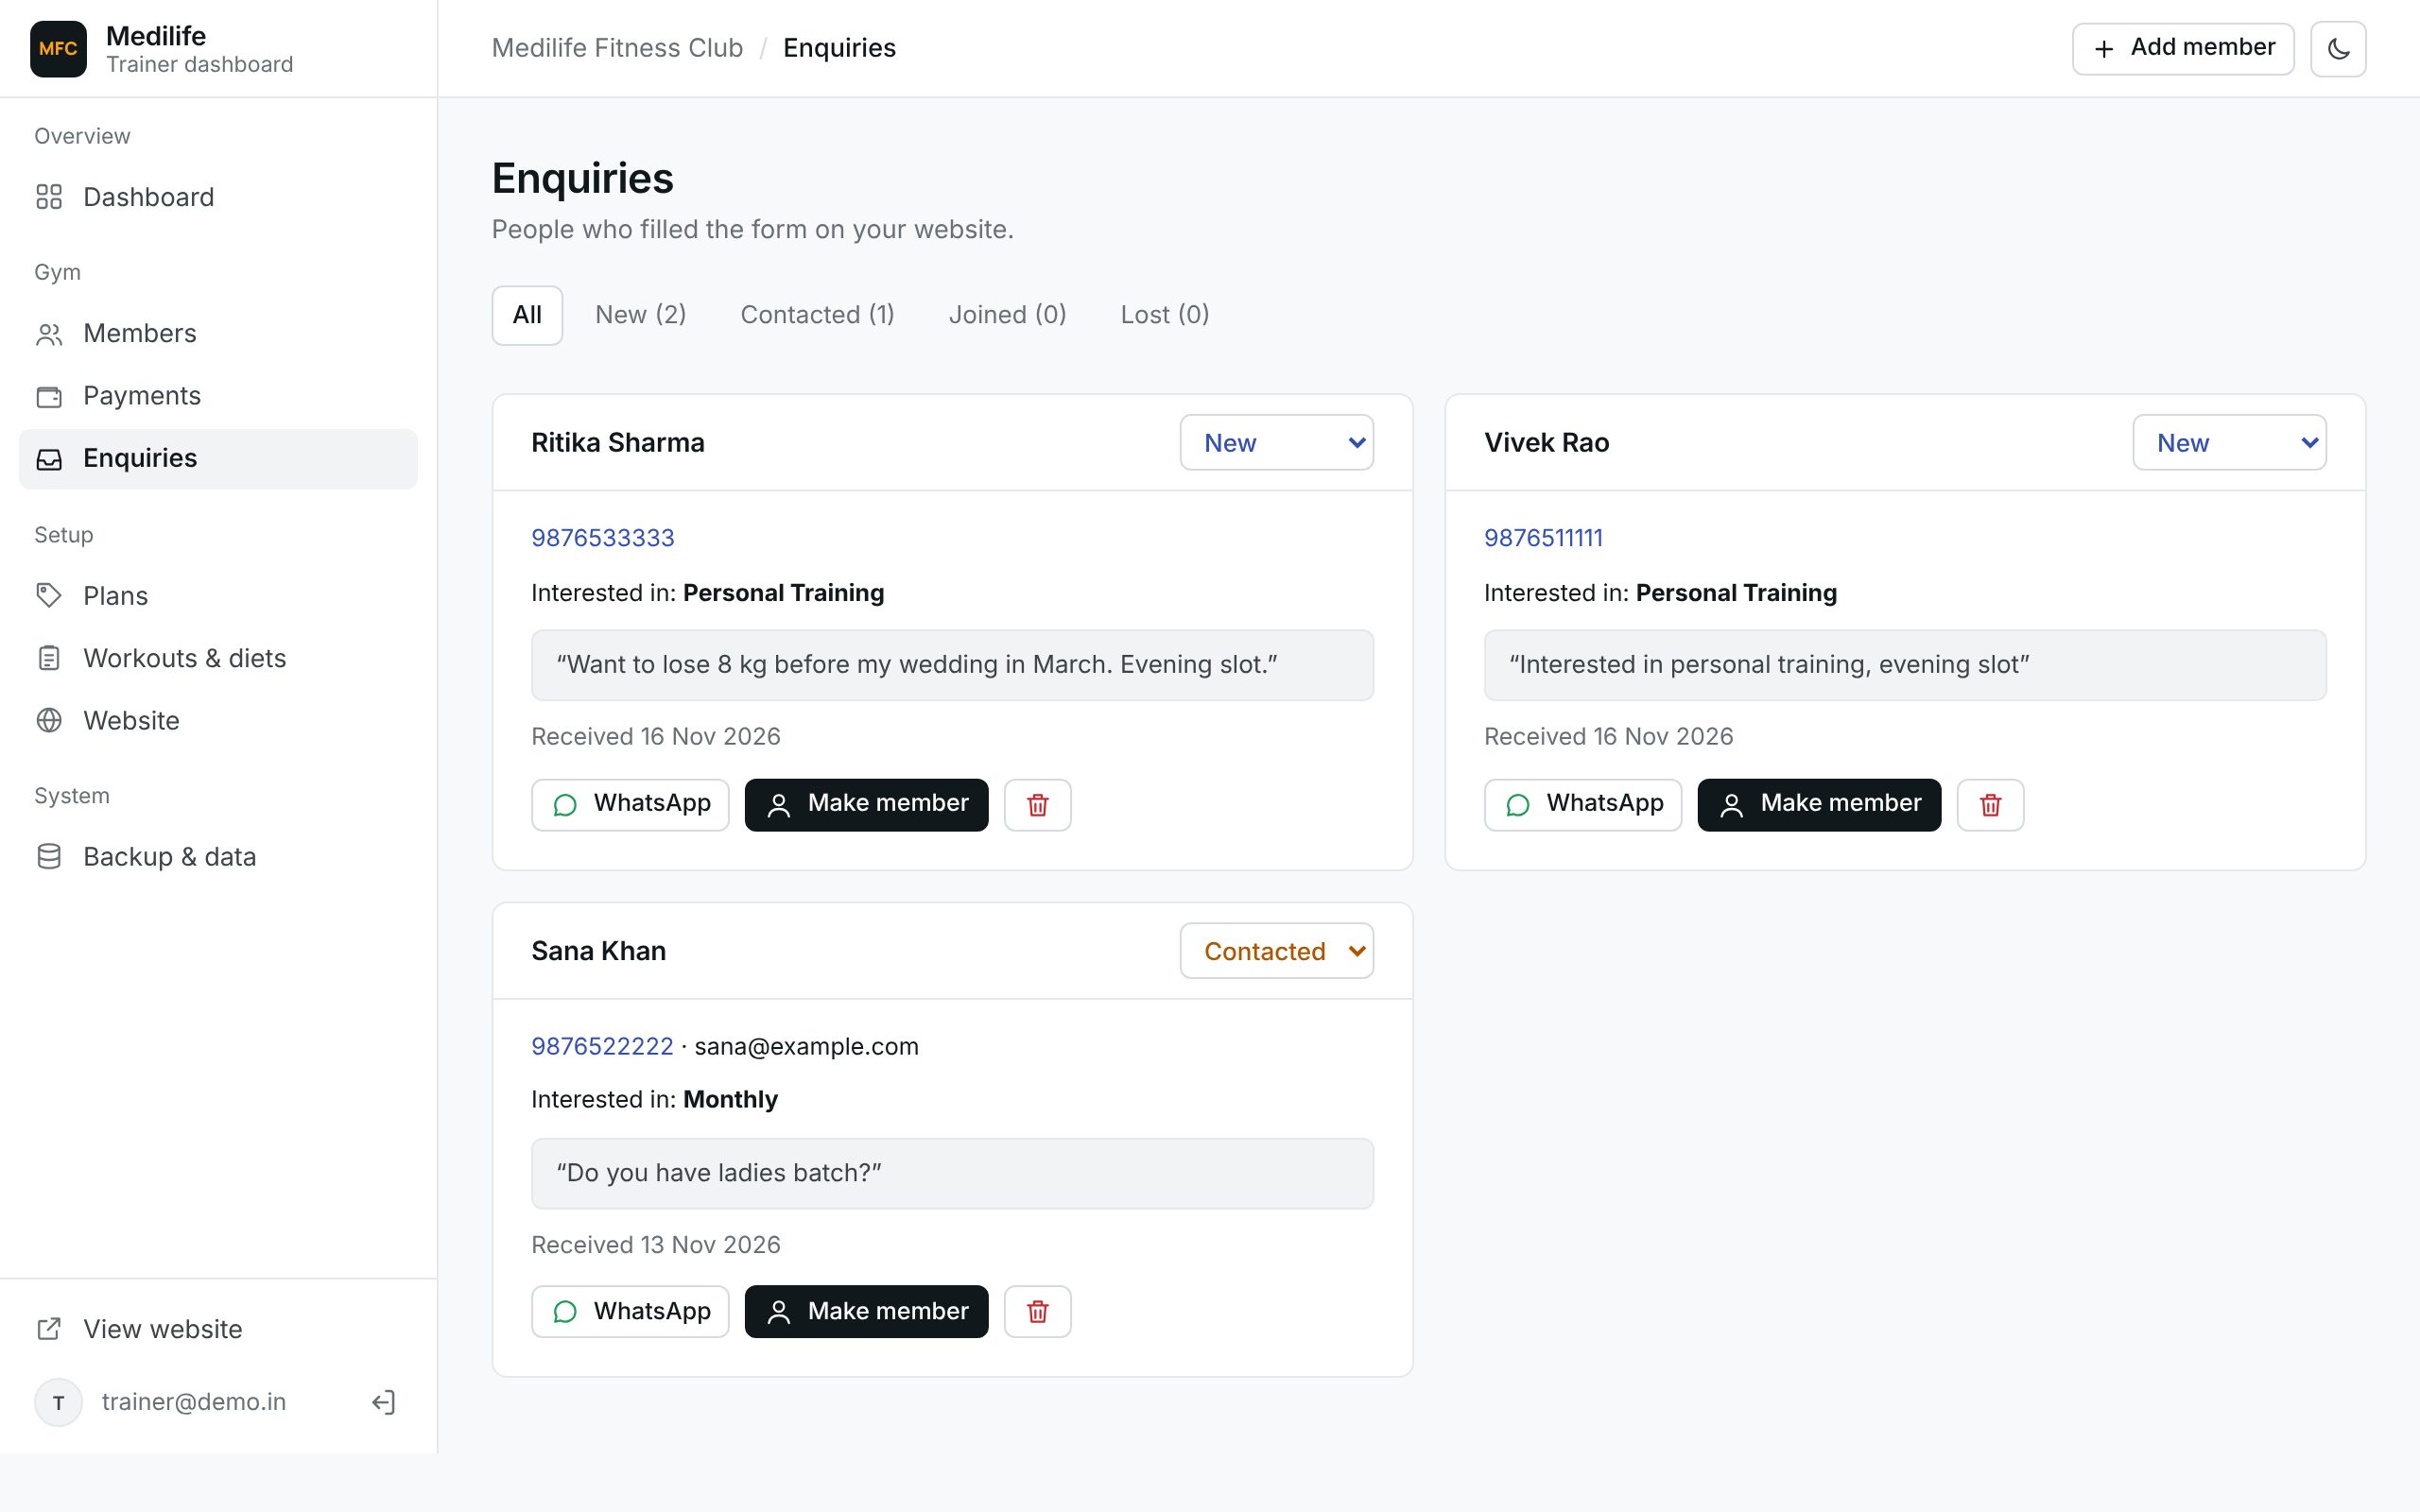 MFC
Medilife
Trainer dashboard
Overview
Dashboard
Gym
Members
Payments
Enquiries
Setup
Plans
Workouts & diets
Website
System
Backup & data
View website
T
trainer@demo.in
Medilife Fitness Club / Enquiries
Add member
Enquiries
People who filled the form on your website.
All New (2) Contacted (1) Joined (0) Lost (0)
Ritika Sharma
New
9876533333
Interested in: Personal Training
“Want to lose 8 kg before my wedding in March. Evening slot.”
Received 16 Nov 2026
WhatsApp Make member
Vivek Rao
New
9876511111
Interested in: Personal Training
“Interested in personal training, evening slot”
Received 16 Nov 2026
WhatsApp Make member
Sana Khan
Contacted
9876522222 · sana@example.com
Interested in: Monthly
“Do you have ladies batch?”
Received 13 Nov 2026
WhatsApp Make member